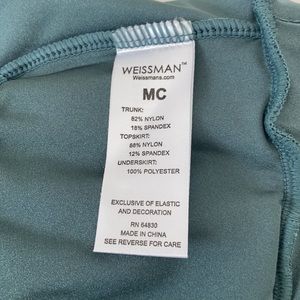 WEISSMAN™
Weissmans.com
MC
TRUNK:
82% NYLON
18% SPANDEX
TOPSKIRT:
88% NYLON
12% SPANDEX
UNDERSKIRT:
100% POLYESTER
EXCLUSIVE OF ELASTIC
AND DECORATION
RN 64830
MADE IN CHINA
SEE REVERSE FOR CARE